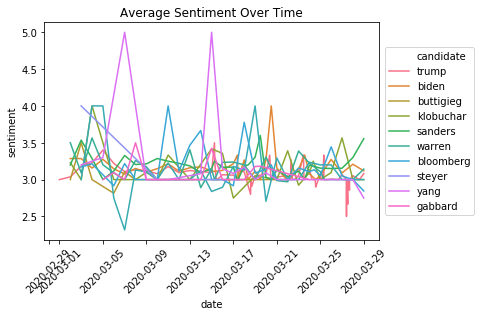 Average Sentiment Over Time
5.0
4.5
4.0
3.5
3.0
2.5
sentiment
2020-02-29
2020-03-01
2020-03-05
2020-03-09
2020-03-13
2020-03-17
2020-03-21
2020-03-25
2020-03-29
date
candidate
trump
biden
buttigieg
klobuchar
sanders
warren
bloomberg
steyer
yang
gabbard